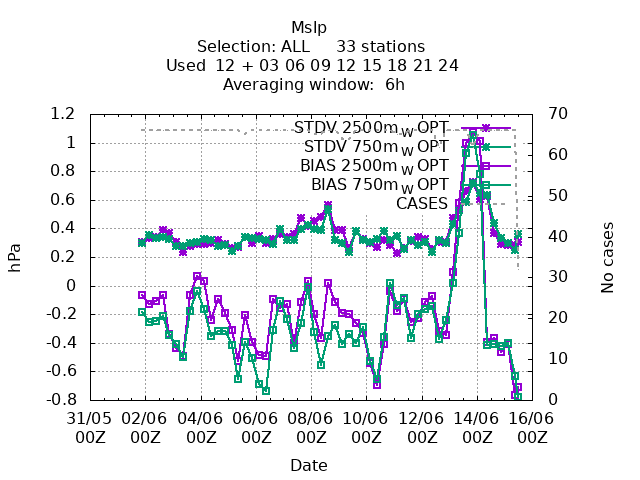 Mslp
Selection: ALL     33 stations
Used  12 + 03 06 09 12 15 18 21 24
Averaging window:  6h
STDV 2500m_W OPT
STDV 750m_W OPT
BIAS 2500m_W OPT
BIAS 750m_W OPT
CASES
1.2
1
0.8
0.6
0.4
0.2
0
-0.2
-0.4
-0.6
-0.8
hPa
70
60
50
40
30
20
10
0
No cases
31/05 02/06 04/06 06/06 08/06 10/06 12/06 14/06 16/06
00Z 00Z 00Z 00Z 00Z 00Z 00Z 00Z 00Z
Date